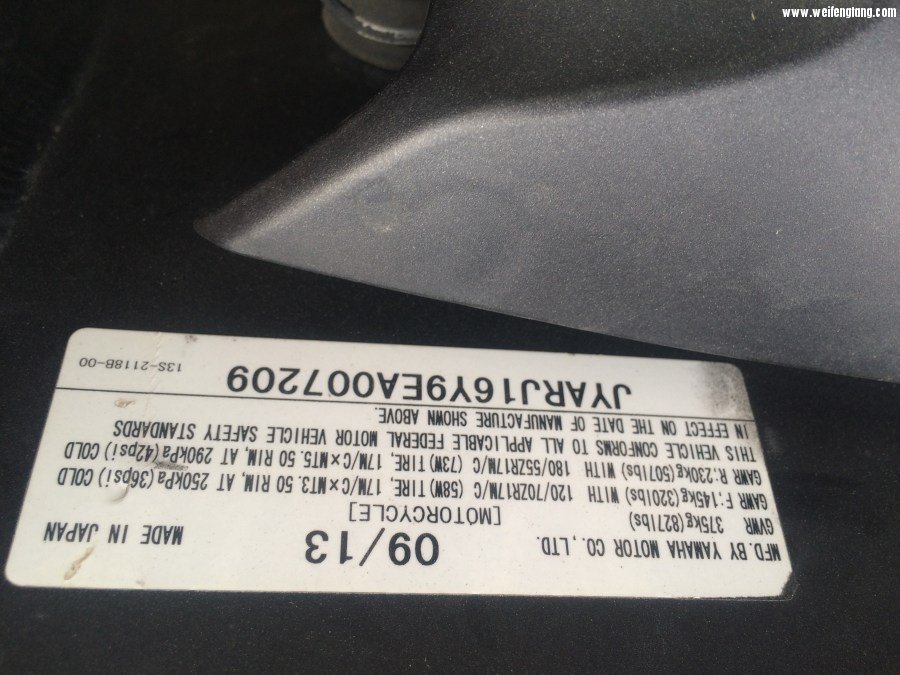 www.weifengtang.com
MFD. BY YAMAHA MOTOR CO., LTD. 09/13 MADE IN JAPAN
GVWR 375kg(827lbs) [MOTORCYCLE]
GAWR F:145kg(320lbs) WITH 120/70ZR17M/C (58W) TIRE, 17M/C×MT3.50 RIM, AT 250kPa(36psi) COLD
GAWR R:230kg(507lbs) WITH 180/55ZR17M/C (73W) TIRE, 17M/C×MT5.50 RIM, AT 290kPa(42psi) COLD
THIS VEHICLE CONFORMS TO ALL APPLICABLE FEDERAL MOTOR VEHICLE SAFETY STANDARDS
IN EFFECT ON THE DATE OF MANUFACTURE SHOWN ABOVE.
JYARJ16Y9EA007209 13S-2118B-00